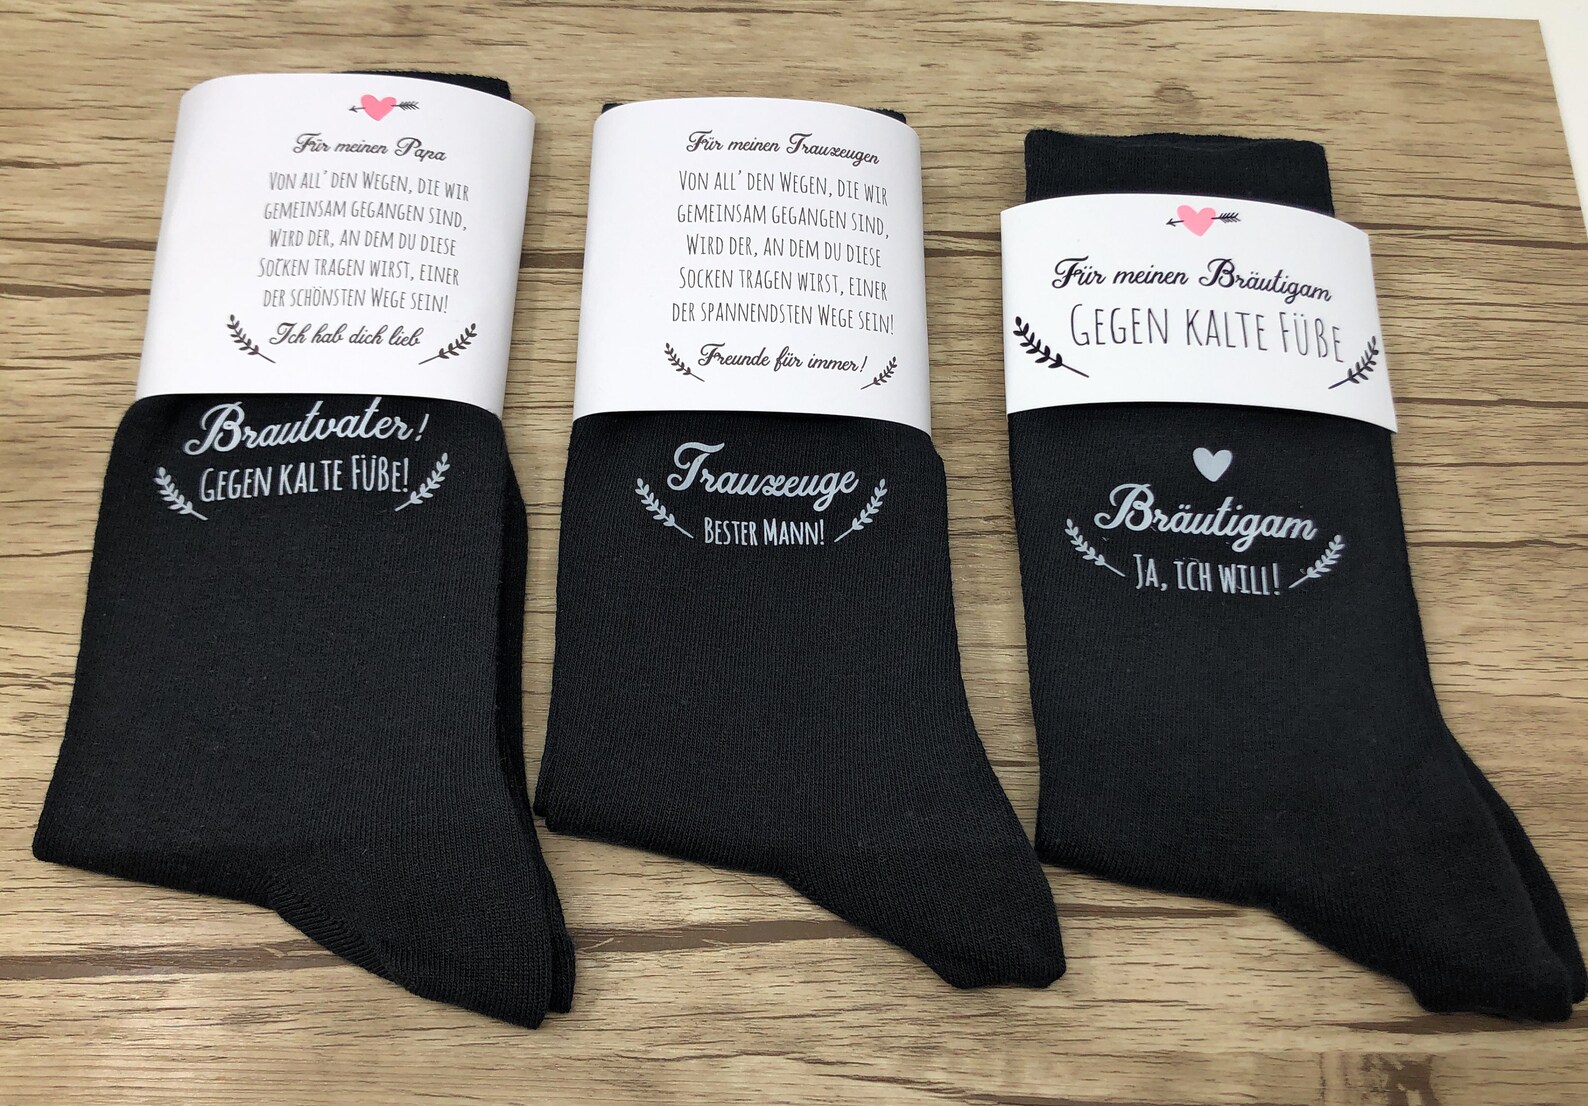 Für meinen Papa
Von all' den Wegen, die wir
gemeinsam gegangen sind,
wird der, an dem du diese
Socken tragen wirst, einer
der schönsten Wege sein!
Ich hab dich lieb
Brautvater!
Gegen kalte Füße!
Für meinen Trauzeugen
Von all' den Wegen, die wir
gemeinsam gegangen sind,
wird der, an dem du diese
Socken tragen wirst, einer
der spannendsten Wege sein!
Freunde für immer!
Trauzeuge
Bester Mann!
Für meinen Bräutigam
Gegen kalte Füße
Bräutigam
Ja, ich will!